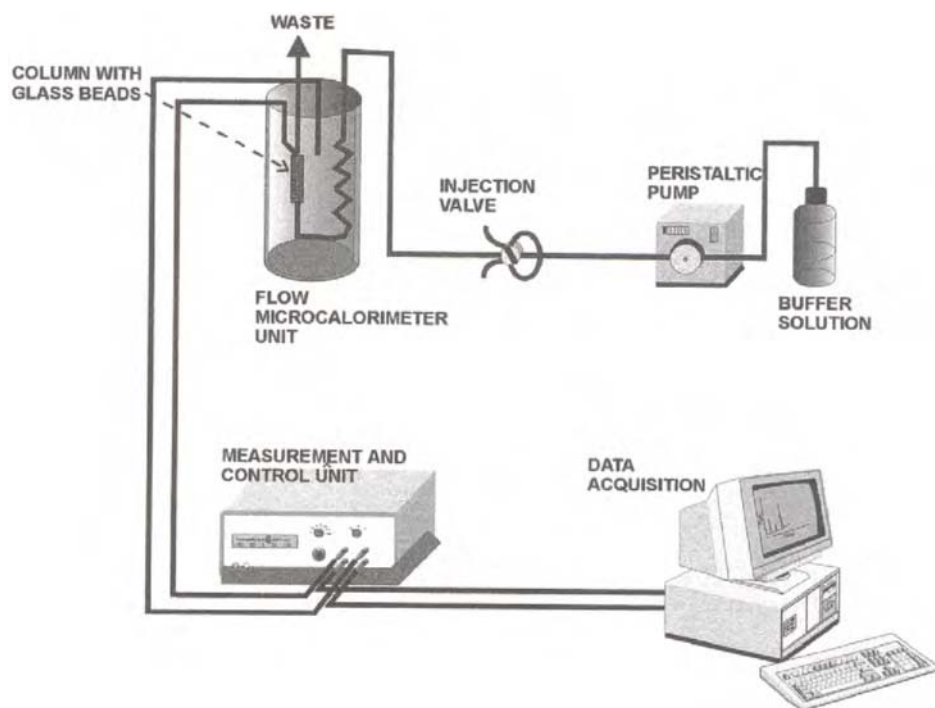 WASTE
COLUMN WITH
GLASS BEADS
INJECTION
VALVE
PERISTALTIC
PUMP
BUFFER
SOLUTION
FLOW
MICROCALORIMETER
UNIT
MEASUREMENT AND
CONTROL UNIT
DATA
ACQUISITION